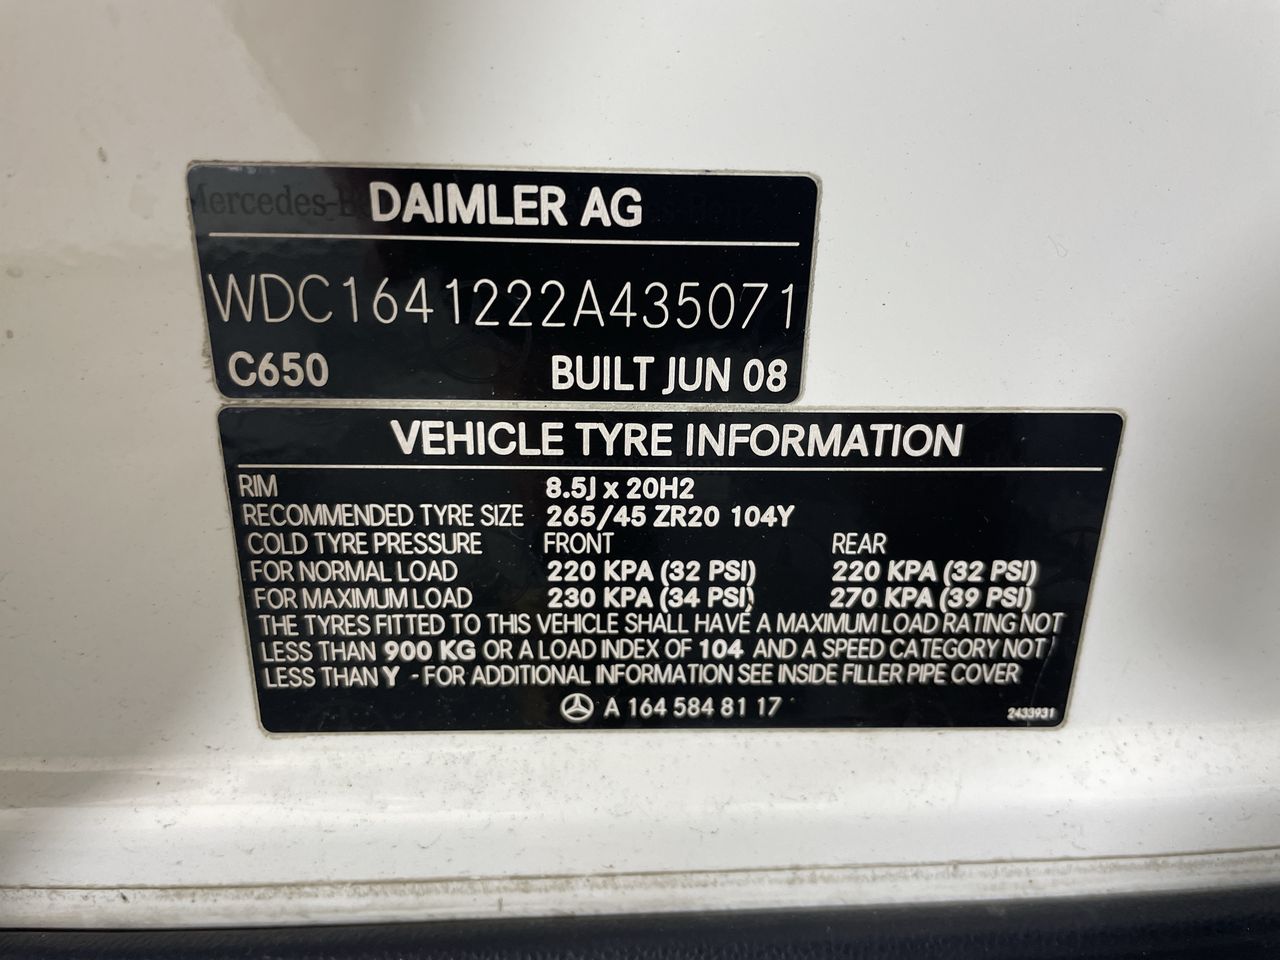 Mercedes-B
DAIMLER AG
WDC1641222A435071
C650 BUILT JUN 08
VEHICLE TYRE INFORMATION
RIM 8.5J x 20H2
RECOMMENDED TYRE SIZE 265/45 ZR20 104Y
COLD TYRE PRESSURE FRONT REAR
FOR NORMAL LOAD 220 KPA (32 PSI) 220 KPA (32 PSI)
FOR MAXIMUM LOAD 230 KPA (34 PSI) 270 KPA (39 PSI)
THE TYRES FITTED TO THIS VEHICLE SHALL HAVE A MAXIMUM LOAD RATING NOT
LESS THAN 900 KG OR A LOAD INDEX OF 104 AND A SPEED CATEGORY NOT
LESS THAN Y - FOR ADDITIONAL INFORMATION SEE INSIDE FILLER PIPE COVER
A 164 584 81 17
2433931